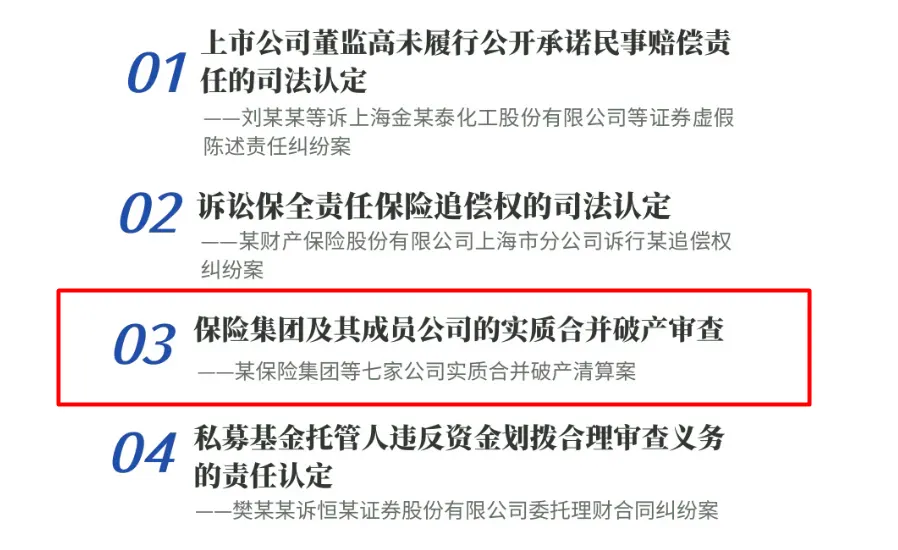 01
上市公司董监高未履行公开承诺民事赔偿责
任的司法认定
——刘某某等诉上海金某泰化工股份有限公司等证券虚假
陈述责任纠纷案
02
诉讼保全责任保险追偿权的司法认定
——某财产保险股份有限公司上海市分公司诉行某追偿权
纠纷案
03
保险集团及其成员公司的实质合并破产审查
——某保险集团等七家公司实质合并破产清算案
04
私募基金托管人违反资金划拨合理审查义务
的责任认定
——樊某某诉恒某证券股份有限公司委托理财合同纠纷案